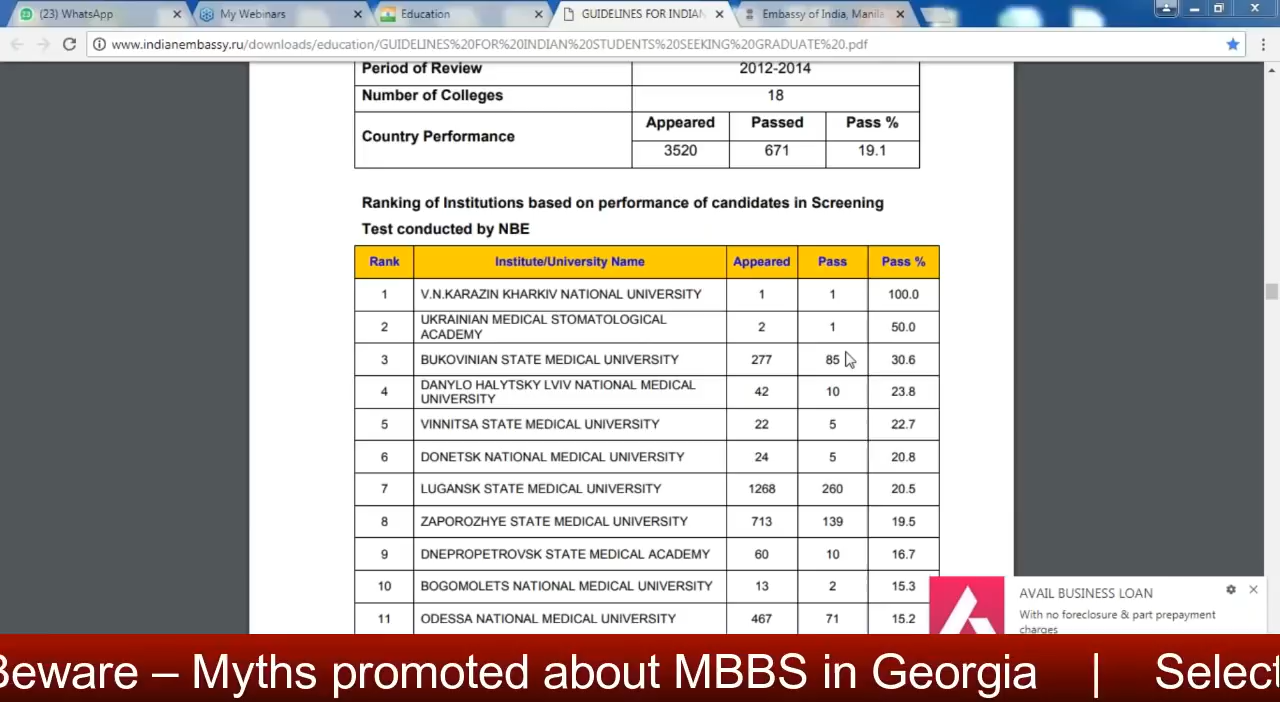 (23) WhatsApp
My Webinars
Education
GUIDELINES FOR INDIAN
Embassy of India, Manila
www.indianembassy.ru/downloads/education/GUIDELINES%20FOR%20INDIAN%20STUDENTS%20SEEKING%20GRADUATE%20.pdf
Period of Review 2012-2014
Number of Colleges 18
Country Performance Appeared Passed Pass %
3520 671 19.1
Ranking of Institutions based on performance of candidates in Screening
Test conducted by NBE
Rank Institute/University Name Appeared Pass Pass %
1 V.N.KARAZIN KHARKIV NATIONAL UNIVERSITY 1 1 100.0
2 UKRAINIAN MEDICAL STOMATOLOGICAL
ACADEMY 2 1 50.0
3 BUKOVINIAN STATE MEDICAL UNIVERSITY 277 85 30.6
4 DANYLO HALYTSKY LVIV NATIONAL MEDICAL
UNIVERSITY 42 10 23.8
5 VINNITSA STATE MEDICAL UNIVERSITY 22 5 22.7
6 DONETSK NATIONAL MEDICAL UNIVERSITY 24 5 20.8
7 LUGANSK STATE MEDICAL UNIVERSITY 1268 260 20.5
8 ZAPOROZHYE STATE MEDICAL UNIVERSITY 713 139 19.5
9 DNEPROPETROVSK STATE MEDICAL ACADEMY 60 10 16.7
10 BOGOMOLETS NATIONAL MEDICAL UNIVERSITY 13 2 15.3
11 ODESSA NATIONAL MEDICAL UNIVERSITY 467 71 15.2
AVAIL BUSINESS LOAN
With no foreclosure & part prepayment
charges
Beware – Myths promoted about MBBS in Georgia | Select